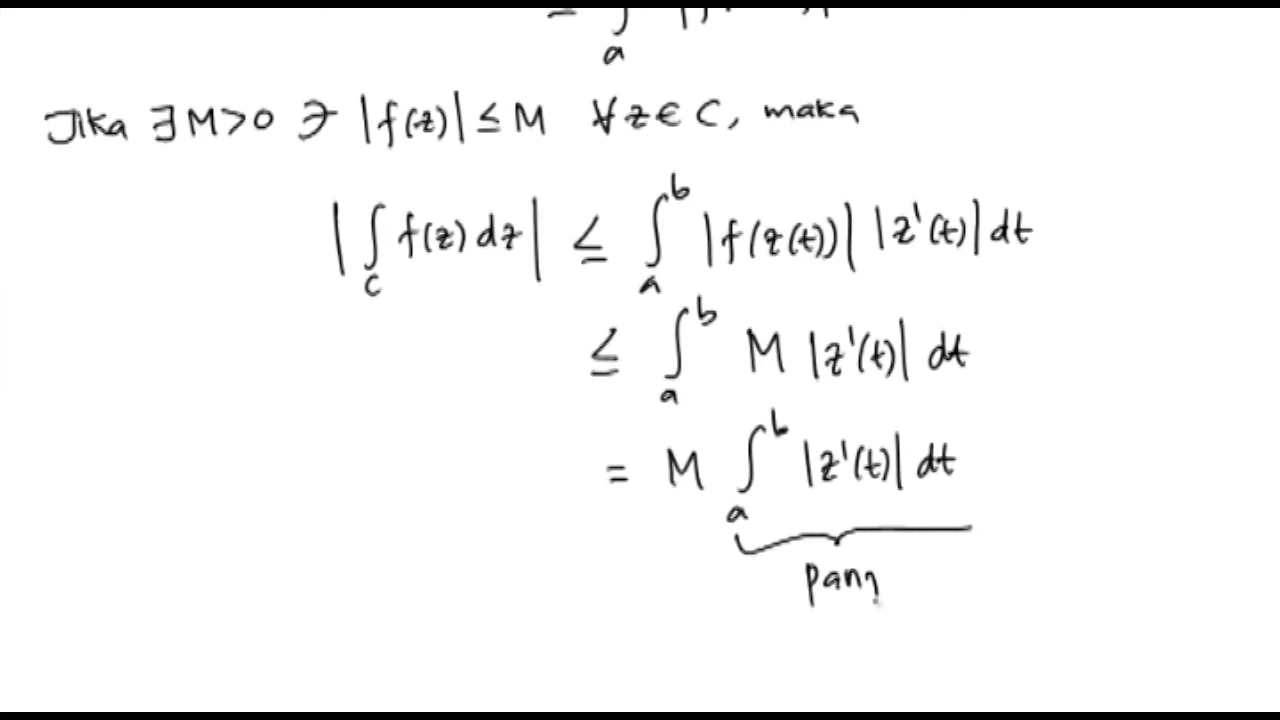 a
Jika ∃ M > 0 ∋ |f(z)| ≤ M ∀ z ∈ C, maka
|∫_C f(z) dz| ≤ ∫_a^b |f(z(t))| |z'(t)| dt
≤ ∫_a^b M |z'(t)| dt
= M ∫_a^b |z'(t)| dt
pan